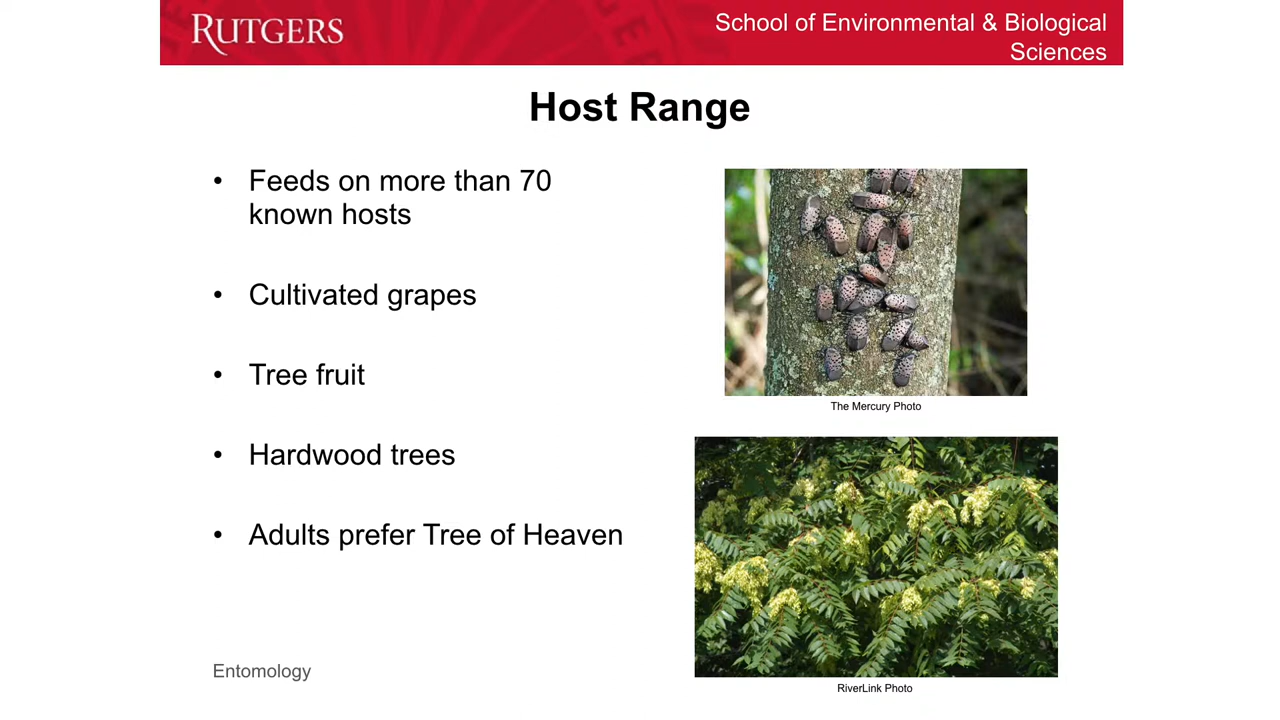 RUTGERS
School of Environmental & Biological
Sciences
Host Range
• Feeds on more than 70
known hosts
• Cultivated grapes
• Tree fruit
• Hardwood trees
• Adults prefer Tree of Heaven
The Mercury Photo
RiverLink Photo
Entomology